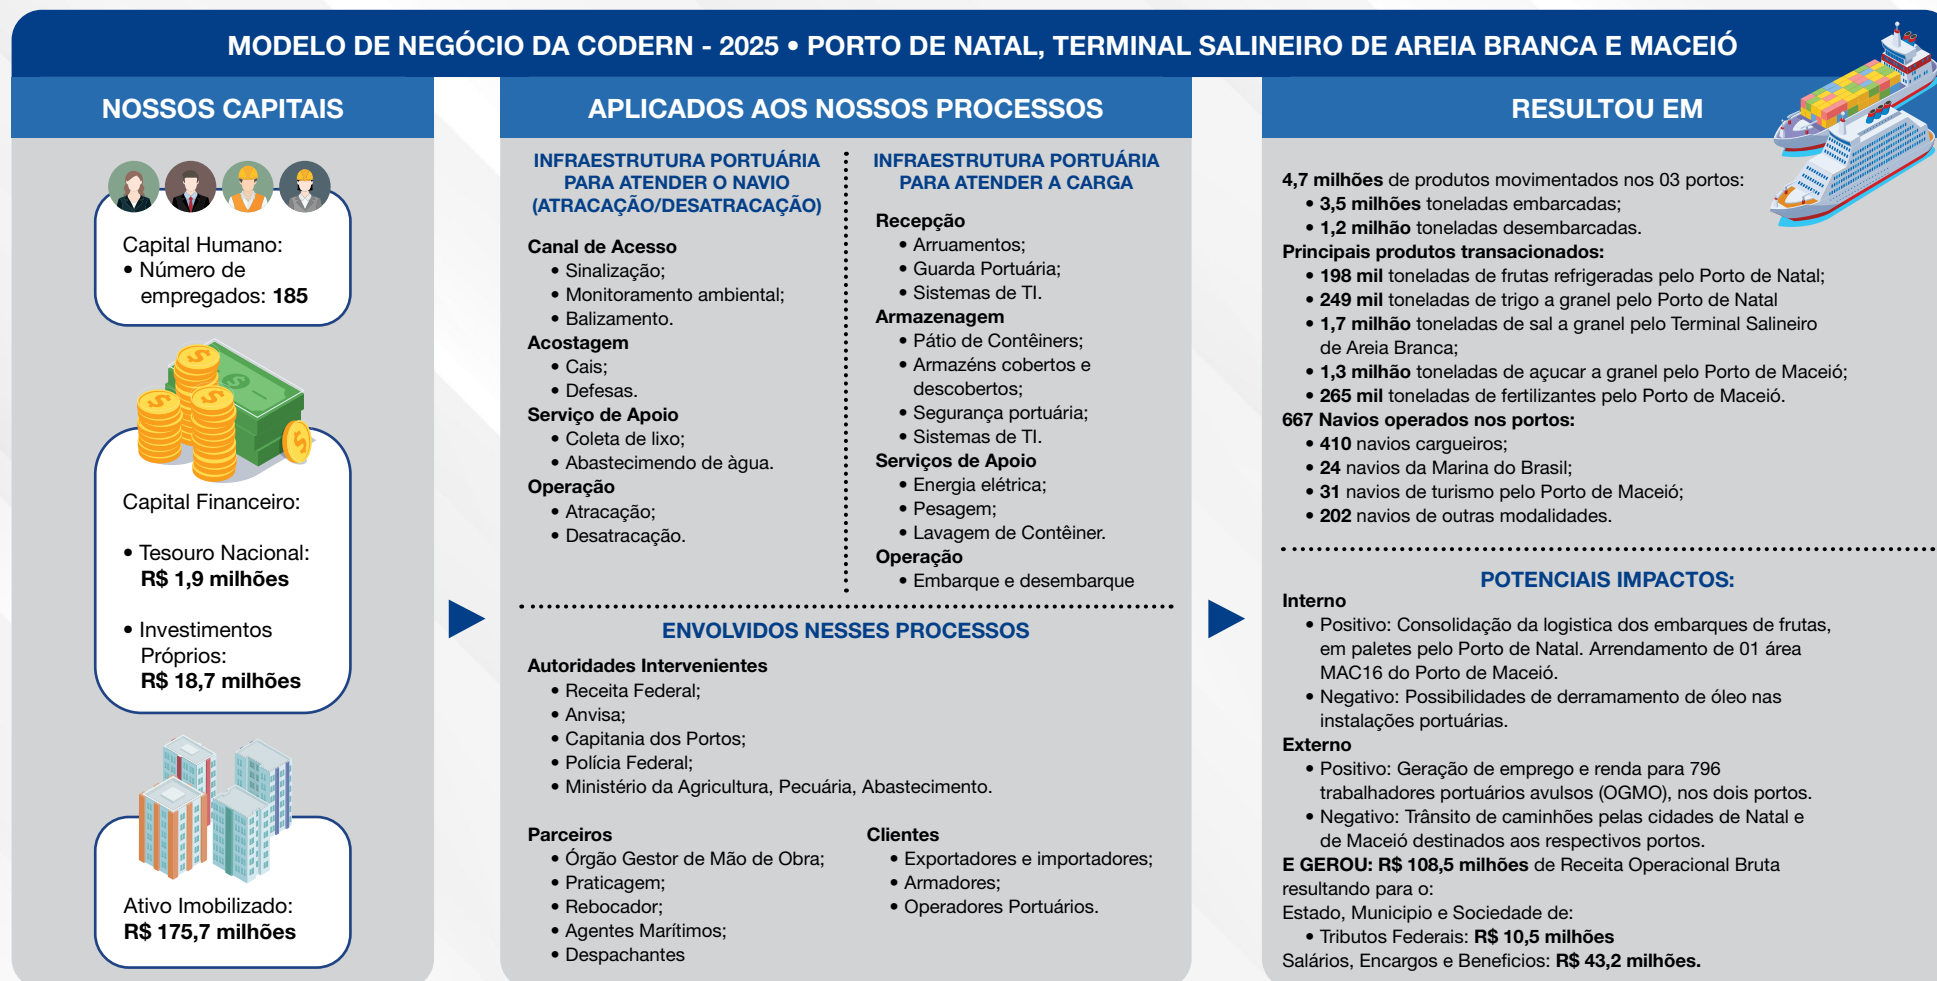 MODELO DE NEGÓCIO DA CODERN - 2025 • PORTO DE NATAL, TERMINAL SALINEIRO DE AREIA BRANCA E MACEIÓ
NOSSOS CAPITAIS
Capital Humano:
• Número de
empregados: 185
Capital Financeiro:
• Tesouro Nacional:
R$ 1,9 milhões
• Investimentos
Próprios:
R$ 18,7 milhões
Ativo Imobilizado:
R$ 175,7 milhões
APLICADOS AOS NOSSOS PROCESSOS
INFRAESTRUTURA PORTUÁRIA
PARA ATENDER O NAVIO
(ATRACAÇÃO/DESATRACAÇÃO)
Canal de Acesso
• Sinalização;
• Monitoramento ambiental;
• Balizamento.
Acostagem
• Cais;
• Defesas.
Serviço de Apoio
• Coleta de lixo;
• Abastecimendo de àgua.
Operação
• Atracação;
• Desatracação.
INFRAESTRUTURA PORTUÁRIA
PARA ATENDER A CARGA
Recepção
• Arruamentos;
• Guarda Portuária;
• Sistemas de TI.
Armazenagem
• Pátio de Contêiners;
• Armazéns cobertos e
descobertos;
• Segurança portuária;
• Sistemas de TI.
Serviços de Apoio
• Energia elétrica;
• Pesagem;
• Lavagem de Contêiner.
Operação
• Embarque e desembarque
ENVOLVIDOS NESSES PROCESSOS
Autoridades Intervenientes
• Receita Federal;
• Anvisa;
• Capitania dos Portos;
• Polícia Federal;
• Ministério da Agricultura, Pecuária, Abastecimento.
Parceiros
• Órgão Gestor de Mão de Obra;
• Praticagem;
• Rebocador;
• Agentes Marítimos;
• Despachantes
Clientes
• Exportadores e importadores;
• Armadores;
• Operadores Portuários.
RESULTOU EM
4,7 milhões de produtos movimentados nos 03 portos:
• 3,5 milhões toneladas embarcadas;
• 1,2 milhão toneladas desembarcadas.
Principais produtos transacionados:
• 198 mil toneladas de frutas refrigeradas pelo Porto de Natal;
• 249 mil toneladas de trigo a granel pelo Porto de Natal
• 1,7 milhão toneladas de sal a granel pelo Terminal Salineiro
de Areia Branca;
• 1,3 milhão toneladas de açucar a granel pelo Porto de Maceió;
• 265 mil toneladas de fertilizantes pelo Porto de Maceió.
667 Navios operados nos portos:
• 410 navios cargueiros;
• 24 navios da Marina do Brasil;
• 31 navios de turismo pelo Porto de Maceió;
• 202 navios de outras modalidades.
POTENCIAIS IMPACTOS:
Interno
• Positivo: Consolidação da logistica dos embarques de frutas,
em paletes pelo Porto de Natal. Arrendamento de 01 área
MAC16 do Porto de Maceió.
• Negativo: Possibilidades de derramamento de óleo nas
instalações portuárias.
Externo
• Positivo: Geração de emprego e renda para 796
trabalhadores portuários avulsos (OGMO), nos dois portos.
• Negativo: Trânsito de caminhões pelas cidades de Natal e
de Maceió destinados aos respectivos portos.
E GEROU: R$ 108,5 milhões de Receita Operacional Bruta
resultando para o:
Estado, Municipio e Sociedade de:
• Tributos Federais: R$ 10,5 milhões
Salários, Encargos e Beneficios: R$ 43,2 milhões.